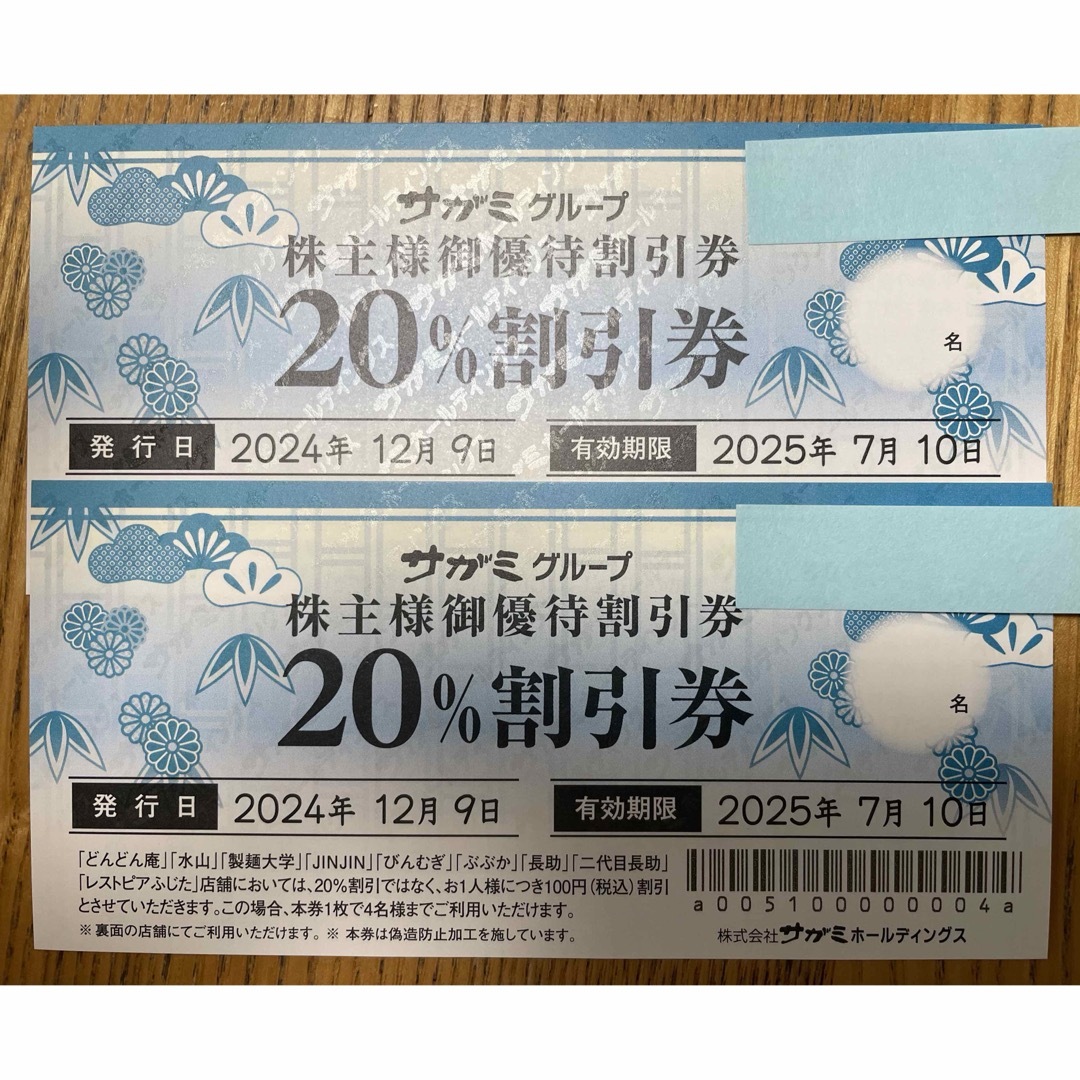 サガミグループ
株主様御優待割引券
20%割引券
名
発行日 2024年 12月 9日 有効期限 2025年 7月 10日
サガミグループ
株主様御優待割引券
20%割引券
名
発行日 2024年 12月 9日 有効期限 2025年 7月 10日
「どんどん庵」「水山」「製麺大学」「JINJIN」「びんむぎ」「ぶぶか」「長助」「二代目長助」
「レストピアふじた」店舗においては、20%割引ではなく、お1人様につき100円(税込)割引
とさせていただきます。この場合、本券1枚で4名様までご利用いただけます。
※裏面の店舗にてご利用いただけます。 ※本券は偽造防止加工を施しています。
a005100000004a
株式会社サガミホールディングス